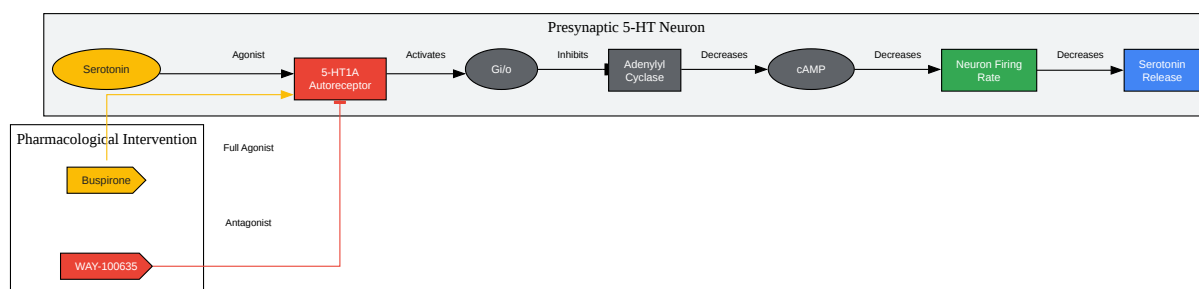 Presynaptic 5-HT Neuron
Serotonin
Agonist
5-HT1A
Autoreceptor
Activates
Gi/o
Inhibits
Adenylyl
Cyclase
Decreases
cAMP
Decreases
Neuron Firing
Rate
Decreases
Serotonin
Release
Pharmacological Intervention
Full Agonist
Buspirone
Antagonist
WAY-100635